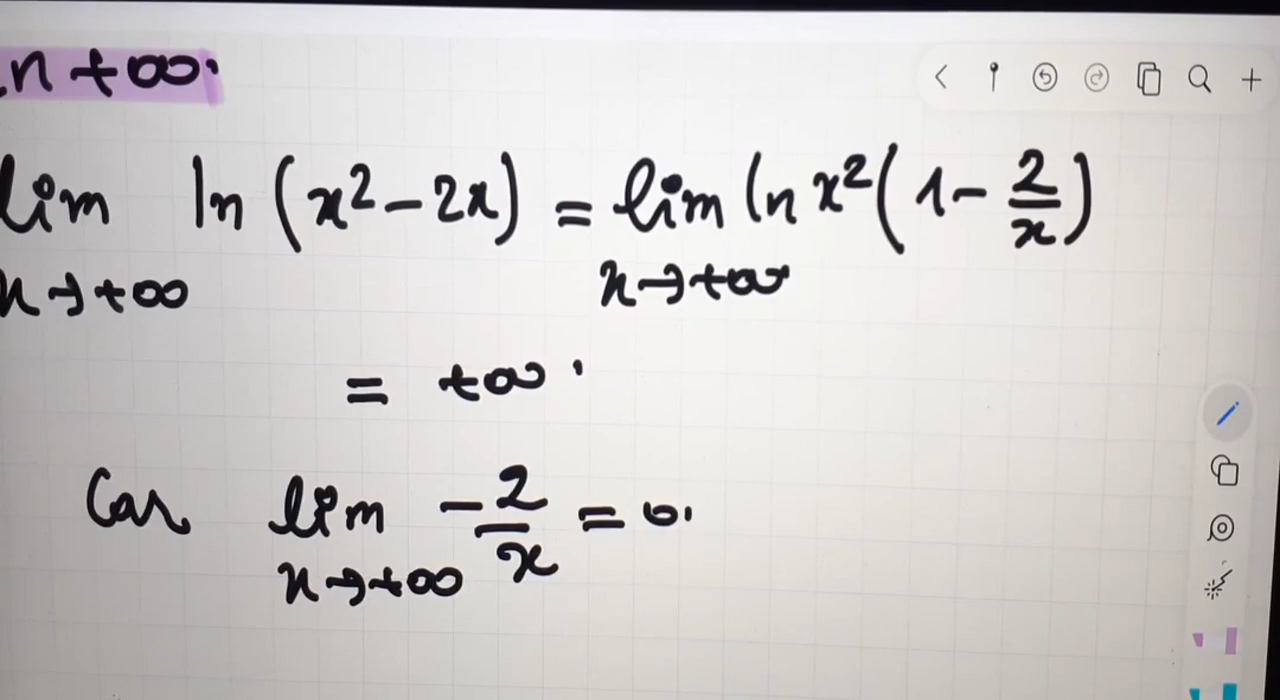 n +∞.
lim ln (x² - 2x) = lim ln x² (1 - 2/x)
x→+∞ x→+∞
= +∞.
Car lim -2/x = 0.
x→+∞